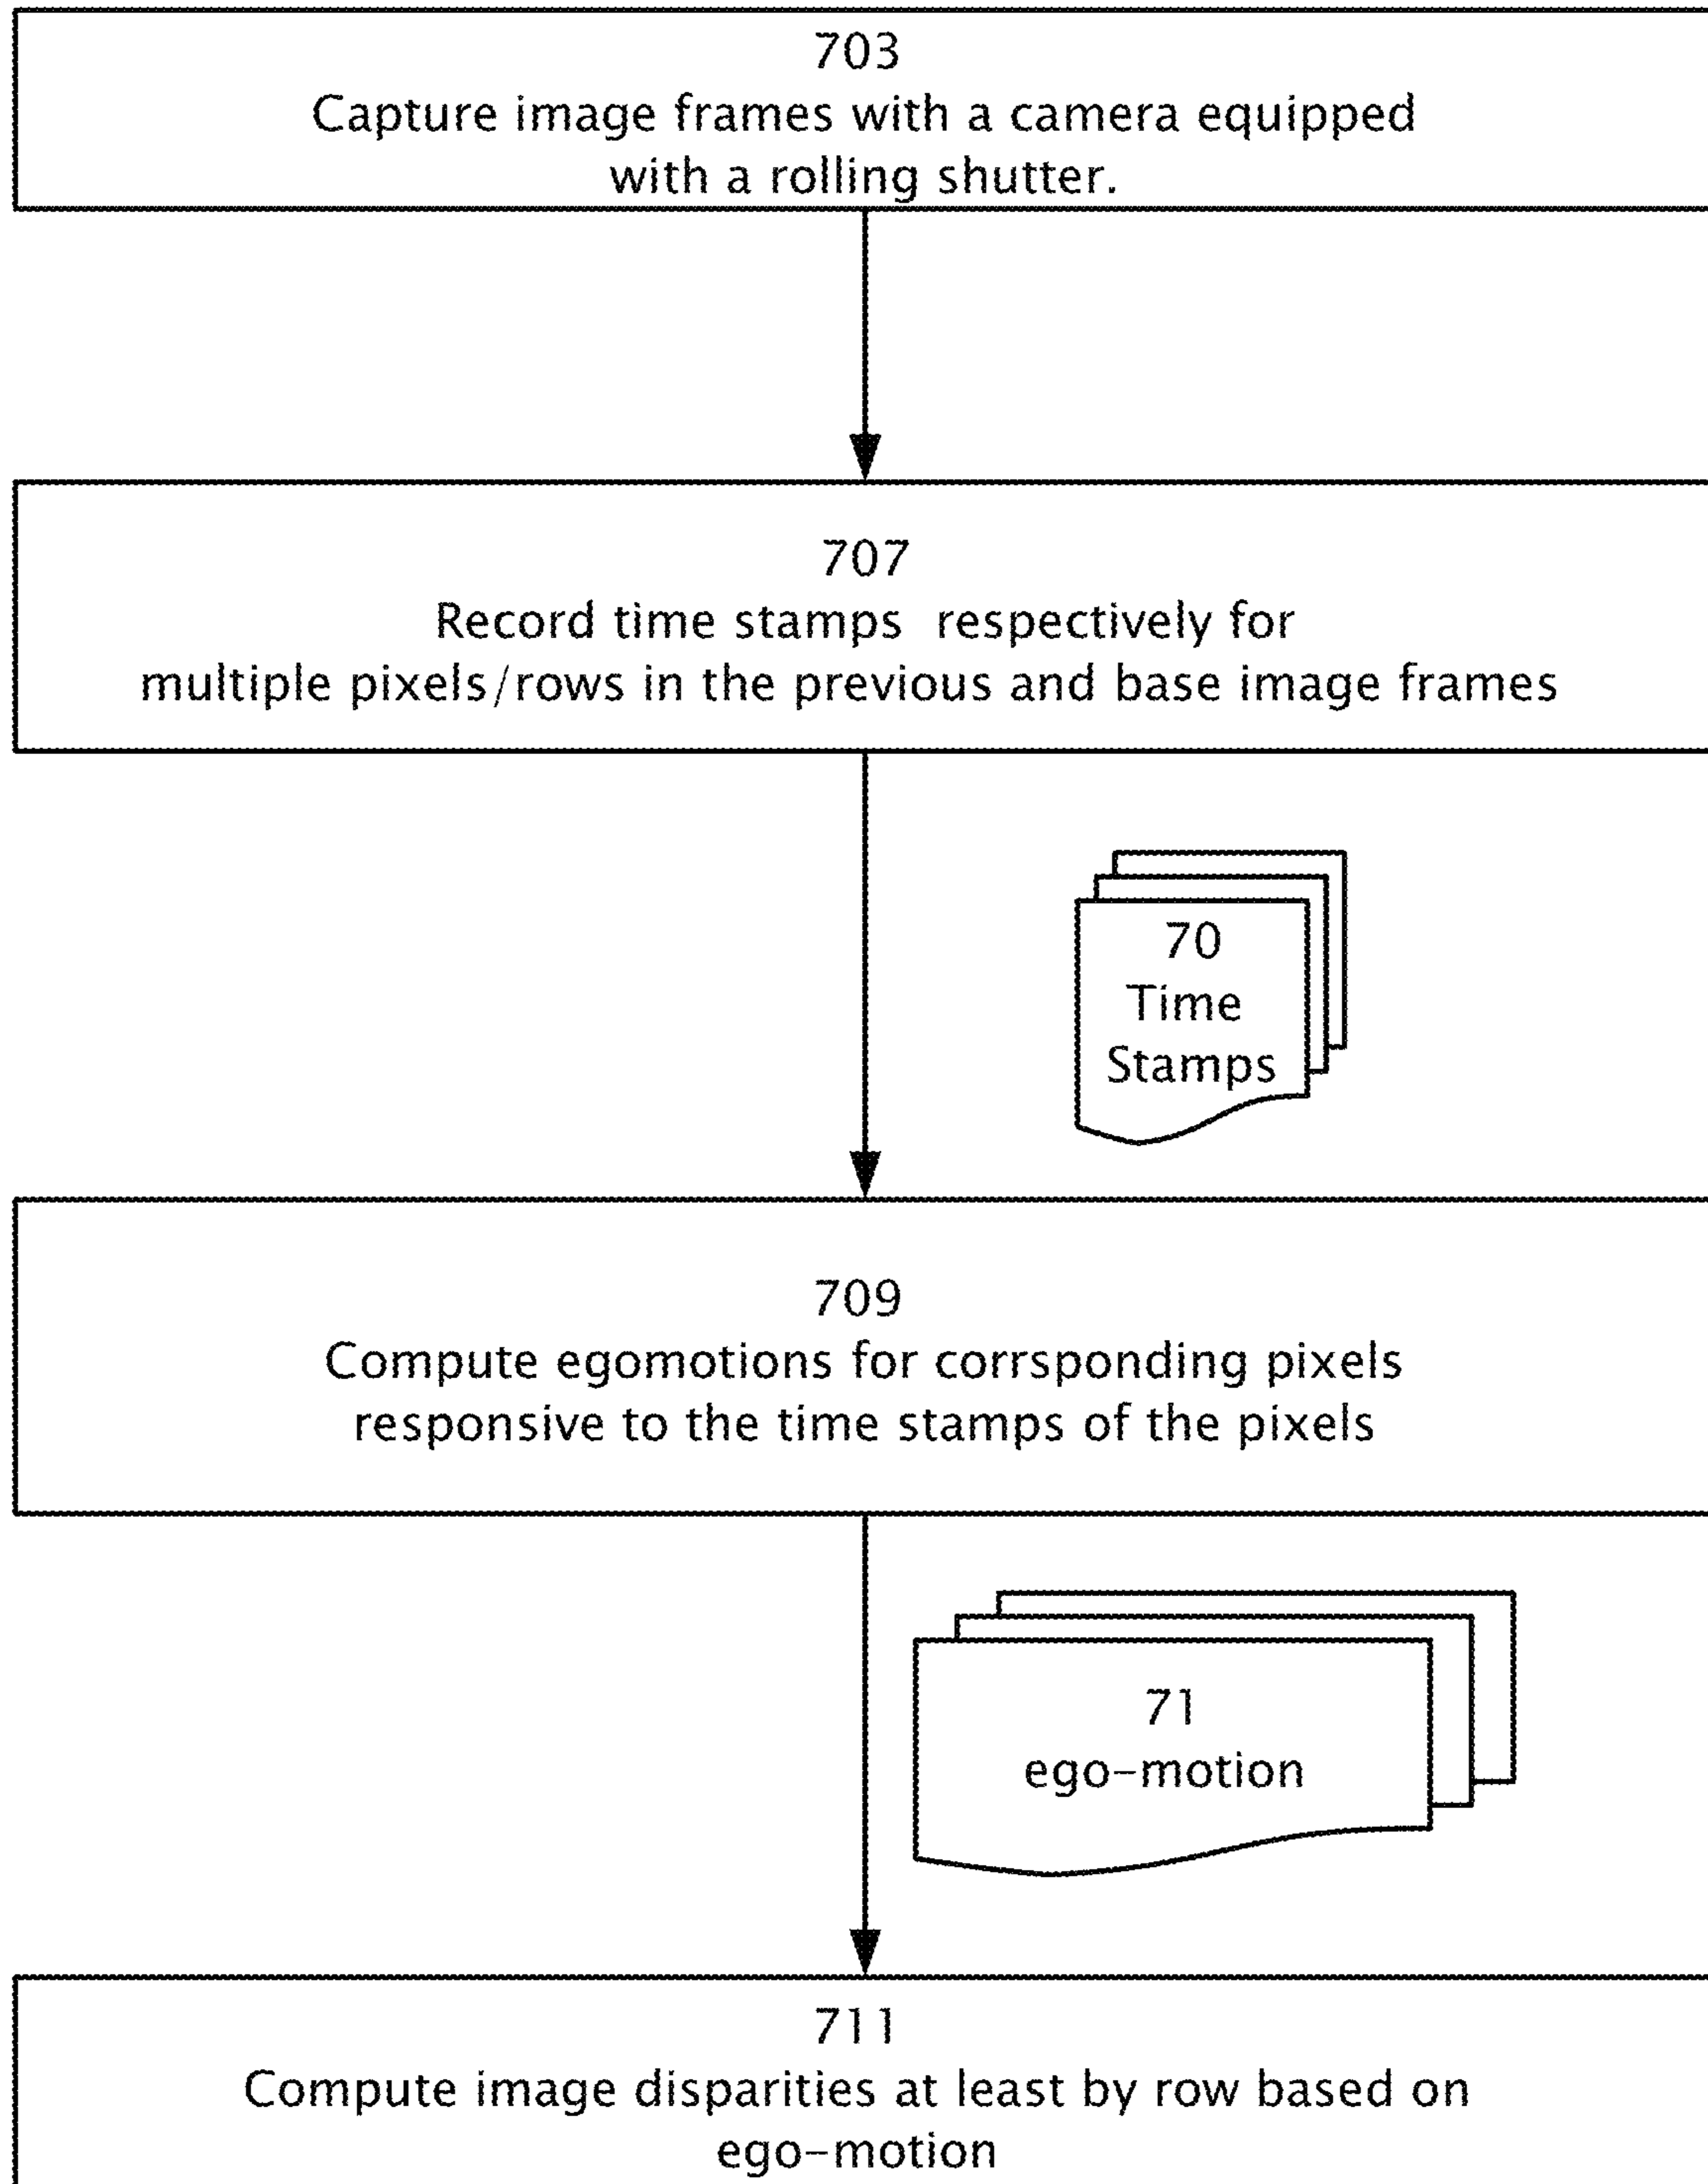 703
Capture image frames with a camera equipped
with a rolling shutter.
707
Record time stamps respectively for
multiple pixels/rows in the previous and base image frames
70
Time
Stamps
709
Compute egomotions for corrsponding pixels
responsive to the time stamps of the pixels
71
ego-motion
711
Compute image disparities at least by row based on
ego-motion